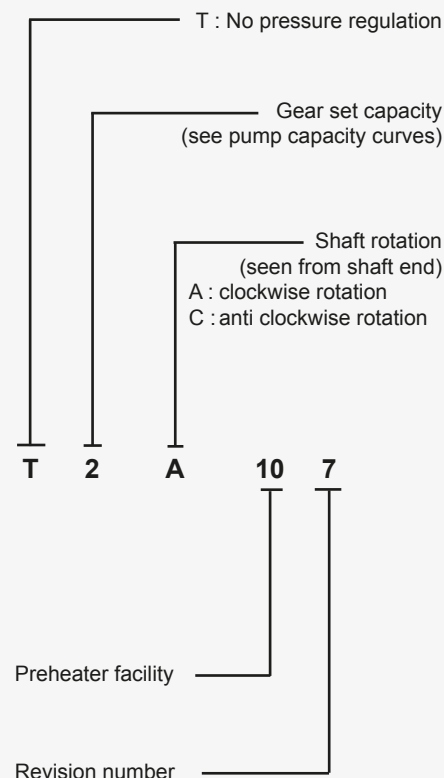 T : No pressure regulation
Gear set capacity
(see pump capacity curves)
Shaft rotation
(seen from shaft end)
A : clockwise rotation
C : anti clockwise rotation
T 2 A 10 7
Preheater facility
Revision number